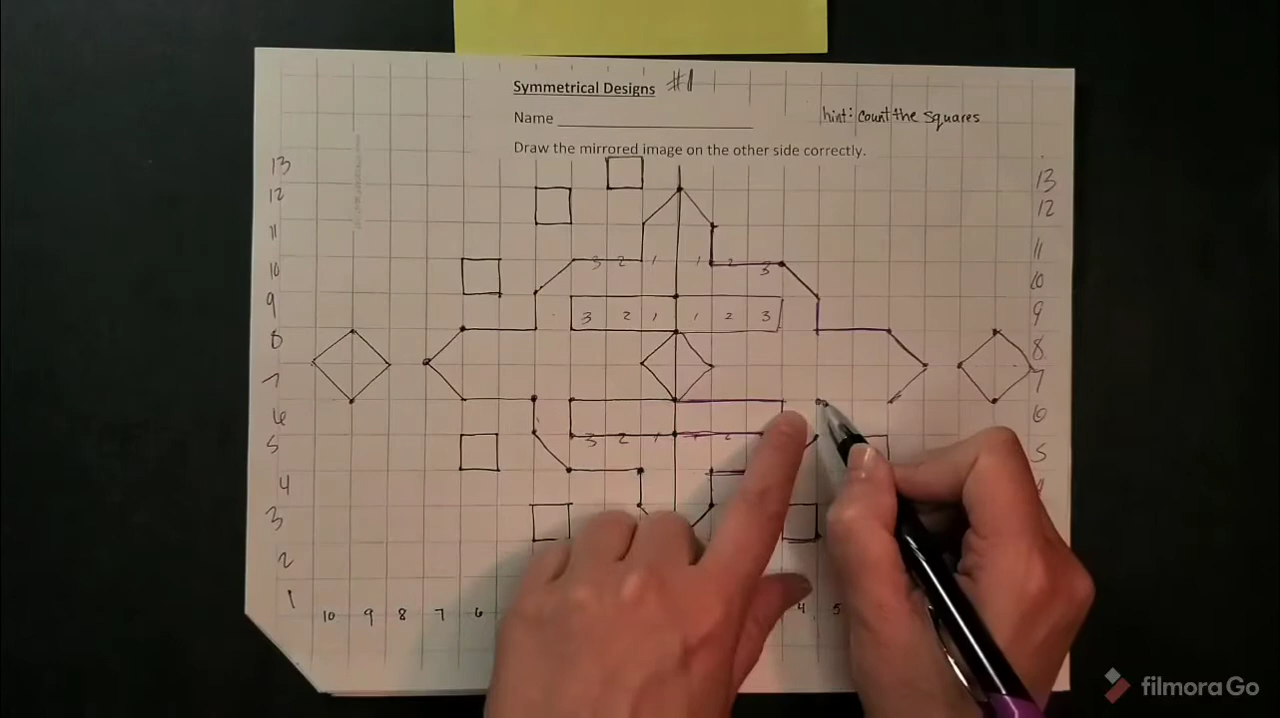 Symmetrical Designs #1
Name
hint: count the squares
Draw the mirrored image on the other side correctly.
13 13
12 12
11 11
10 3 2 1 1 2 3 10
9 3 2 1 1 2 3 9
8 8
7 7
6 6
5 3 2 1 2 5
4
3
2
1
10 9 8 7 6 4 5
filmoraGo